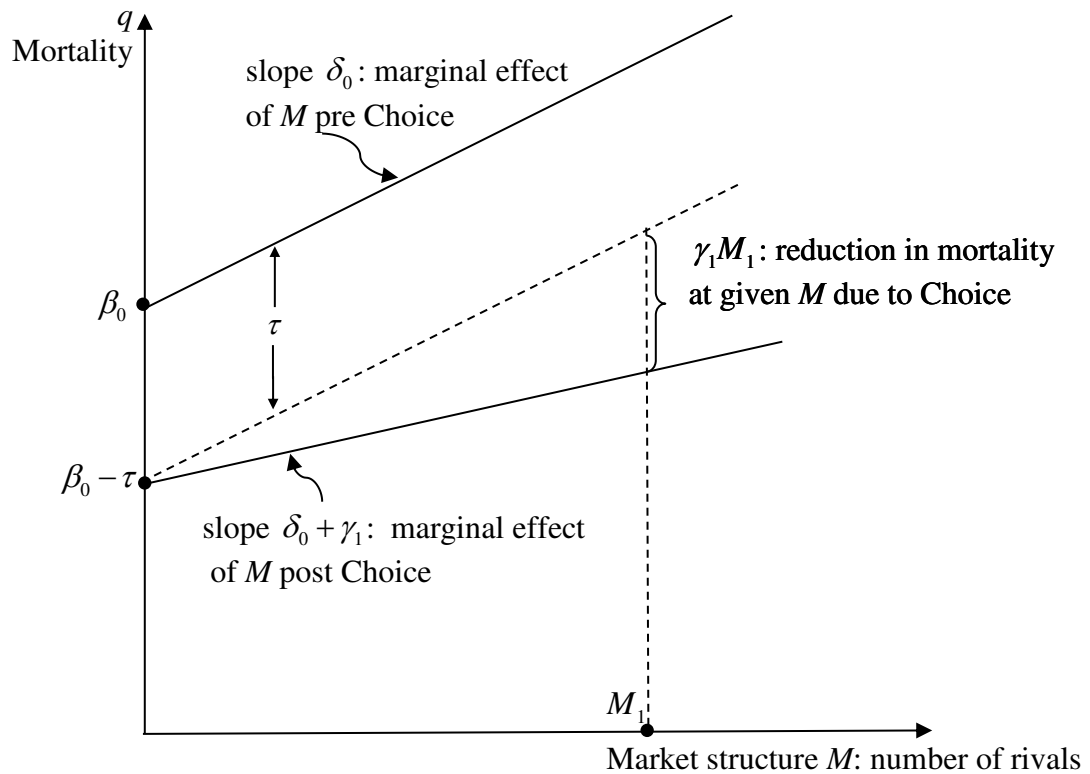 q
Mortality
slope δ₀: marginal effect
of M pre Choice
γ₁M₁: reduction in mortality
at given M due to Choice
β₀
τ
β₀ − τ
slope δ₀ + γ₁: marginal effect
of M post Choice
M₁
Market structure M: number of rivals